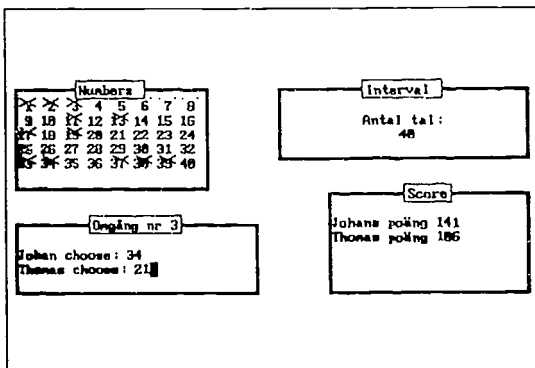 Numbers
1 2 3 4 5 6 7 8
9 10 11 12 13 14 15 16
17 18 19 20 21 22 23 24
25 26 27 28 29 30 31 32
33 34 35 36 37 38 39 40
Interval
Antal tal:
40
Omgång nr 3
Johan choose: 34
Thomas choose: 21
Score
Johans poäng 141
Thomas poäng 106